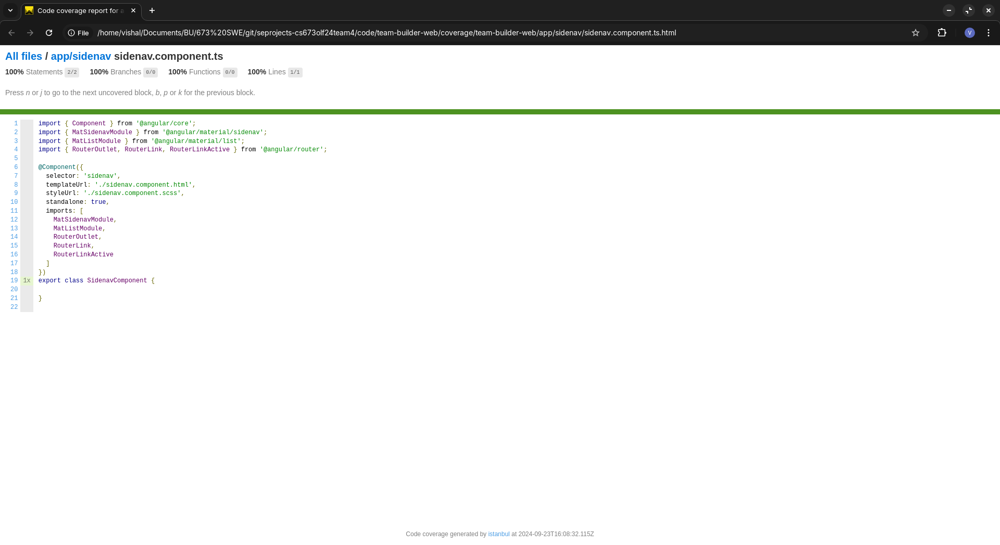 Code coverage report for a
File /home/vishal/Documents/BU/673%20SWE/git/seprojects-cs673olf24team4/code/team-builder-web/coverage/team-builder-web/app/sidenav/sidenav.component.ts.html V
All files / app/sidenav sidenav.component.ts
100% Statements 2/2 100% Branches 0/0 100% Functions 0/0 100% Lines 1/1
Press n or j to go to the next uncovered block, b, p or k for the previous block.
1 import { Component } from '@angular/core';
2 import { MatSidenavModule } from '@angular/material/sidenav';
3 import { MatListModule } from '@angular/material/list';
4 import { RouterOutlet, RouterLink, RouterLinkActive } from '@angular/router';
5
6 @Component({
7   selector: 'sidenav',
8   templateUrl: './sidenav.component.html',
9   styleUrl: './sidenav.component.scss',
10   standalone: true,
11   imports: [
12     MatSidenavModule,
13     MatListModule,
14     RouterOutlet,
15     RouterLink,
16     RouterLinkActive
17   ]
18 })
19 1x export class SidenavComponent {
20
21 }
22
Code coverage generated by istanbul at 2024-09-23T16:08:32.115Z